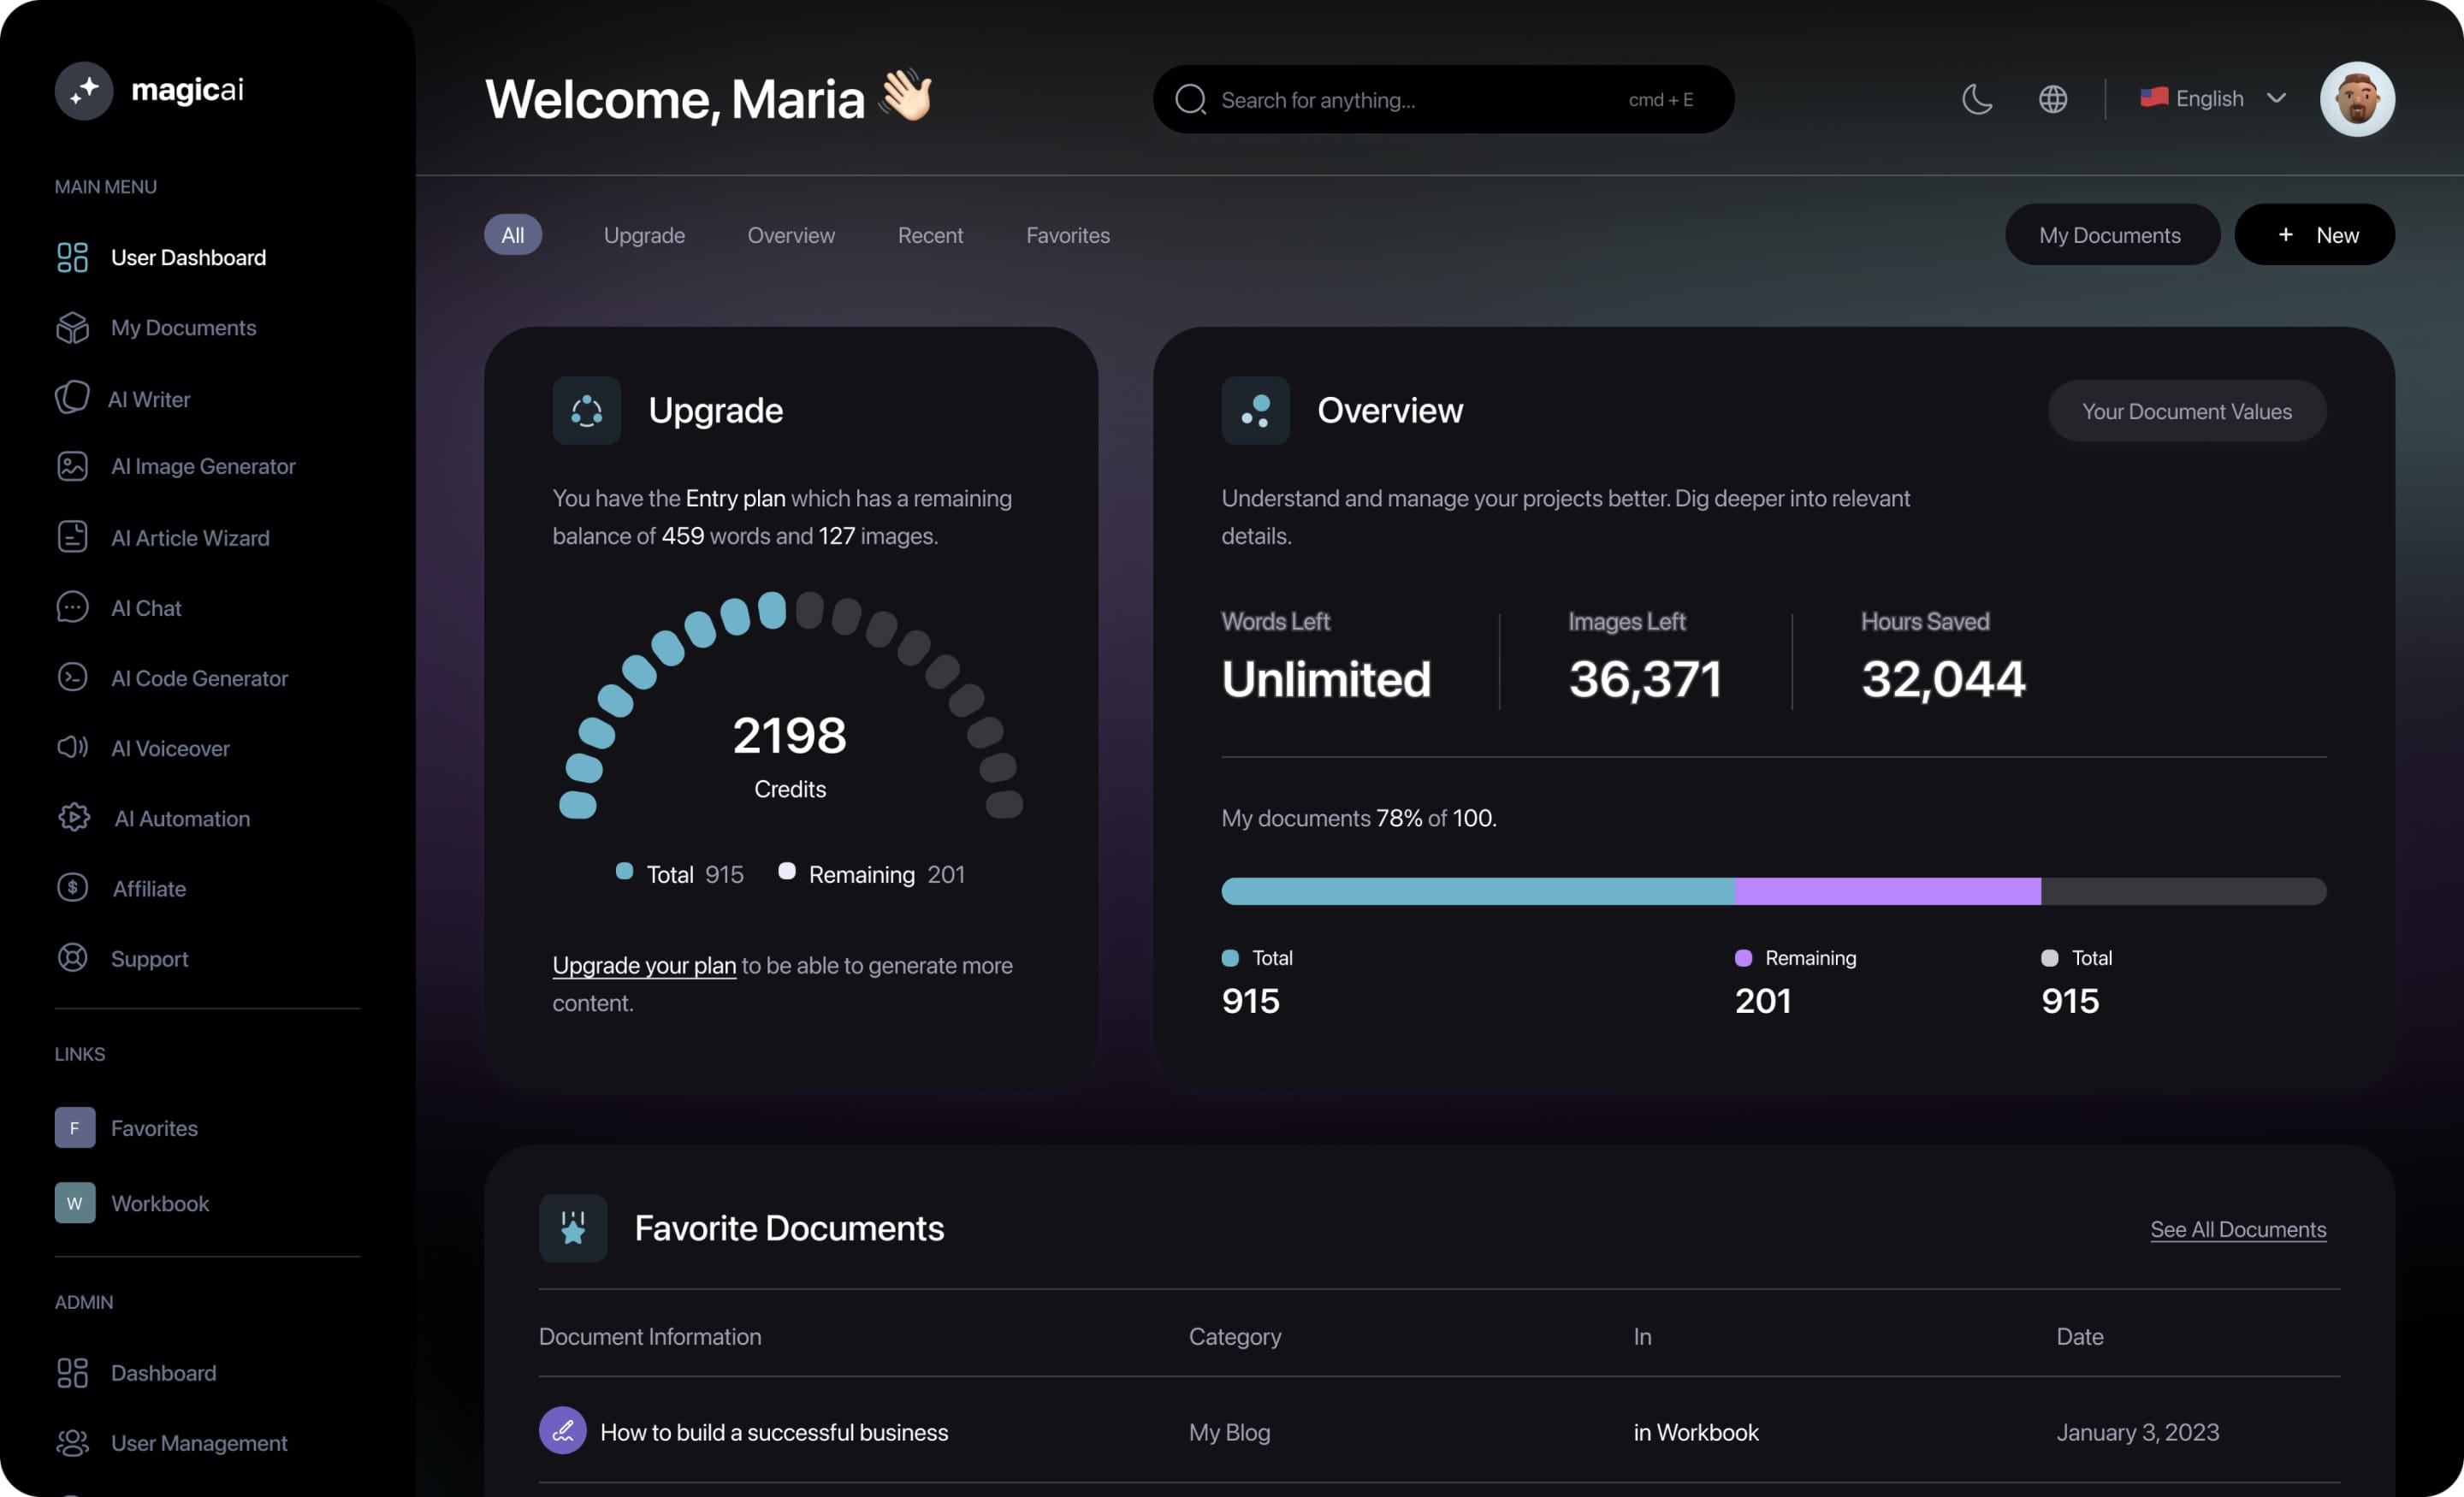 magicai
MAIN MENU
User Dashboard
My Documents
AI Writer
AI Image Generator
AI Article Wizard
AI Chat
AI Code Generator
AI Voiceover
AI Automation
Affiliate
Support
LINKS
F Favorites
W Workbook
ADMIN
Dashboard
User Management
Welcome, Maria 👋🏻
Search for anything... cmd + E
English
All Upgrade Overview Recent Favorites
My Documents + New
Upgrade
You have the Entry plan which has a remaining
balance of 459 words and 127 images.
2198
Credits
Total 915 Remaining 201
Upgrade your plan to be able to generate more
content.
Overview
Your Document Values
Understand and manage your projects better. Dig deeper into relevant
details.
Words Left Images Left Hours Saved
Unlimited 36,371 32,044
My documents 78% of 100.
Total Remaining Total
915 201 915
Favorite Documents
See All Documents
Document Information Category In Date
How to build a successful business My Blog in Workbook January 3, 2023